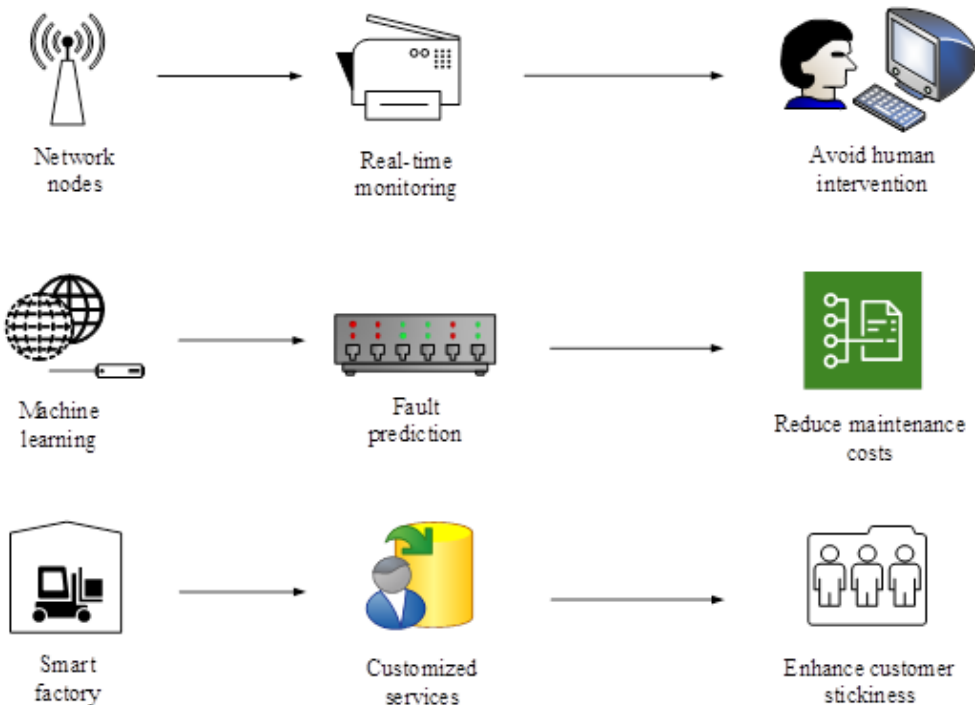 Network
nodes
Real-time
monitoring
Avoid human
intervention
Machine
learning
Fault
prediction
Reduce maintenance
costs
Smart
factory
Customized
services
Enhance customer
stickiness